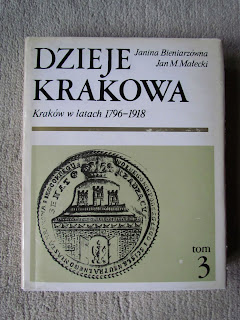 DZIEJE
KRAKOWA
Janina Bieniarzówna
Jan M. Małecki
Kraków w latach 1796–1918
tom
3